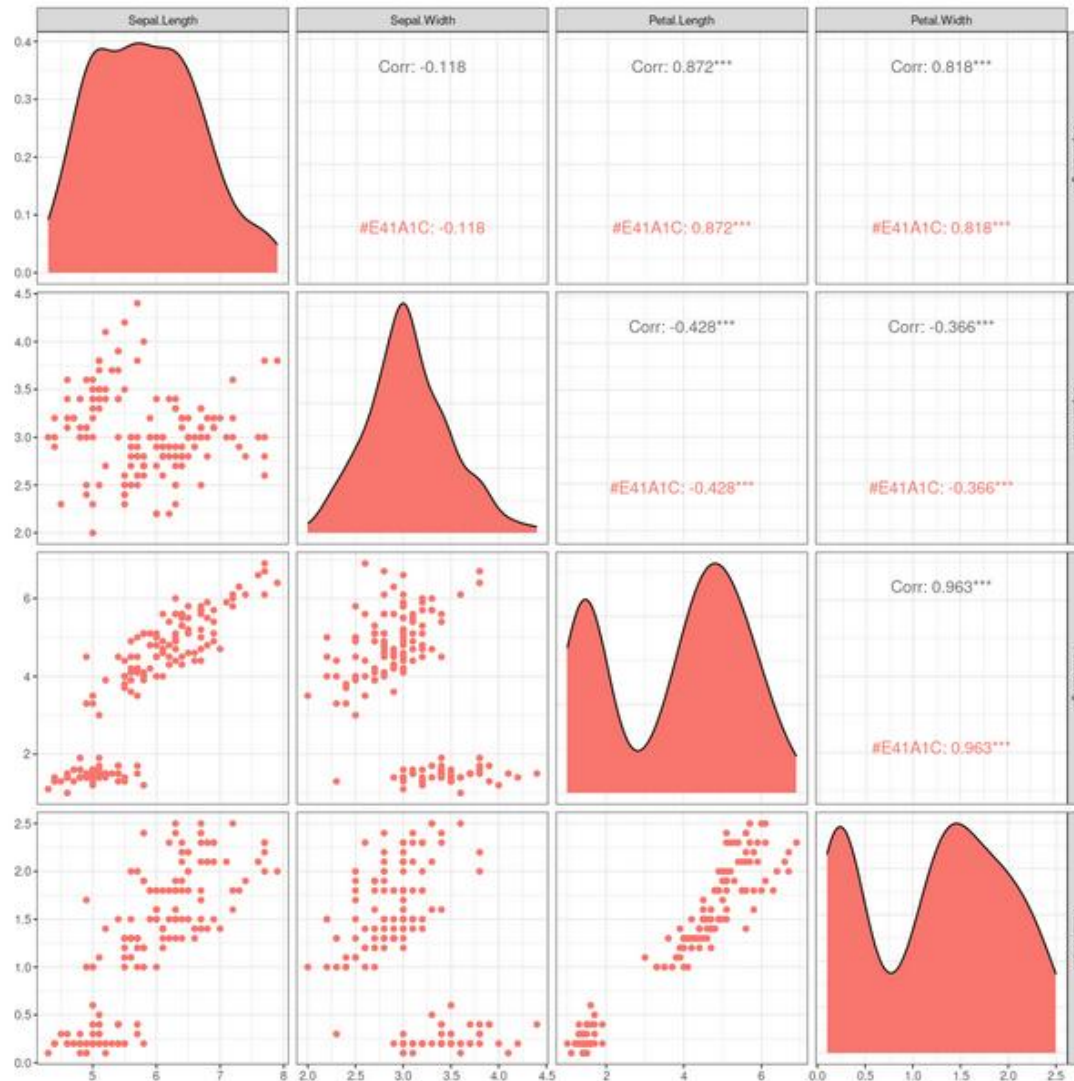 Sepal.Length
Sepal.Width
Petal.Length
Petal.Width
0.4
0.3
0.2
0.1
0.0
Corr: -0.118
#E41A1C: -0.118
Corr: 0.872***
#E41A1C: 0.872***
Corr: 0.818***
#E41A1C: 0.818***
4.5
4.0
3.5
3.0
2.5
2.0
Corr: -0.428***
#E41A1C: -0.428***
Corr: -0.366***
#E41A1C: -0.366***
6
4
2
Corr: 0.963***
#E41A1C: 0.963***
2.5
2.0
1.5
1.0
0.5
0.0
5 6 7 8
2.0 2.5 3.0 3.5 4.0 4.5
2 4 6
0.0 0.5 1.0 1.5 2.0 2.5